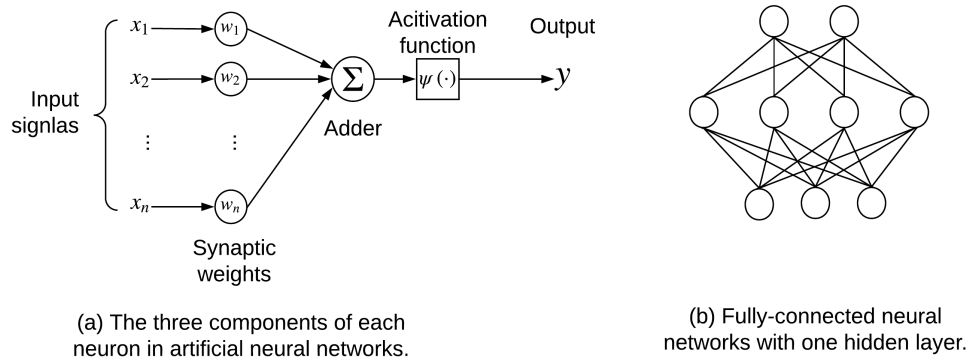 Input
signlas
x1
x2
⋮
xn
w1
w2
⋮
wn
Synaptic
weights
Σ
Adder
Acitivation
function
ψ (·)
Output
y
(a) The three components of each
neuron in artificial neural networks.
(b) Fully-connected neural
networks with one hidden layer.